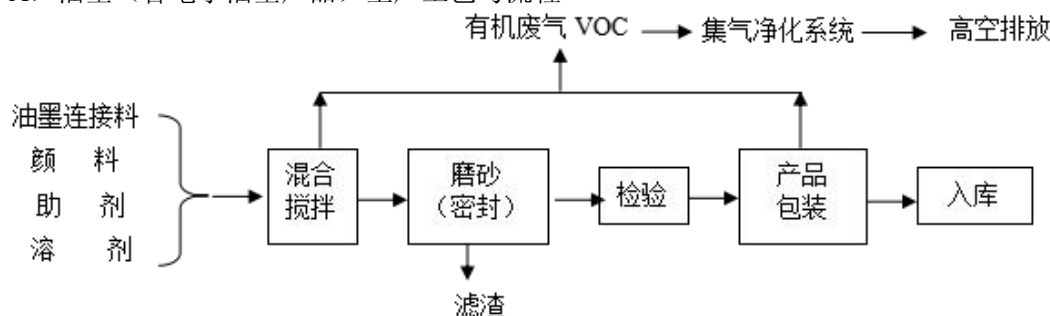 有机废气 VOC
集气净化系统
高空排放
油墨连接料
颜 料
助 剂
溶 剂
混合
搅拌
磨砂
（密封）
检验
产品
包装
入库
滤渣